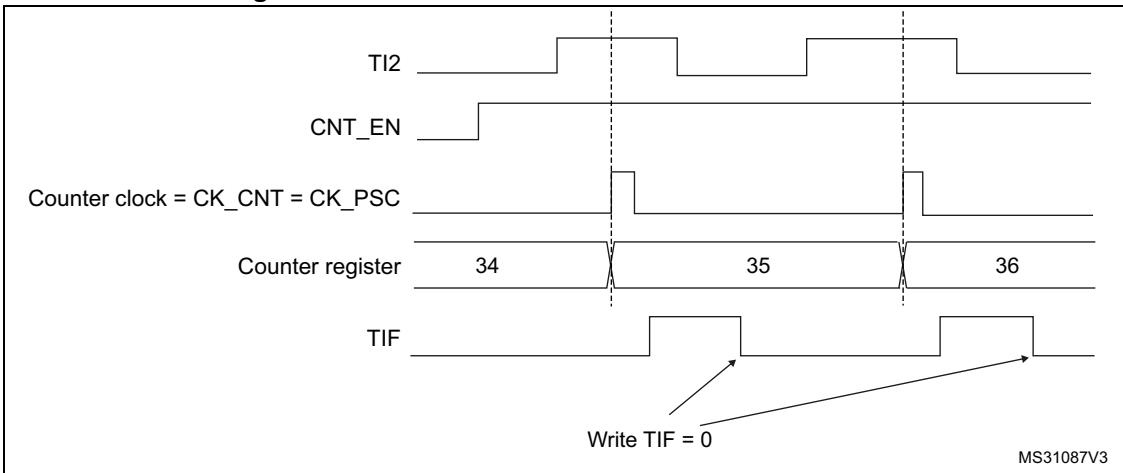 TI2
CNT_EN
Counter clock = CK_CNT = CK_PSC
Counter register 34 35 36
TIF
Write TIF = 0
MS31087V3